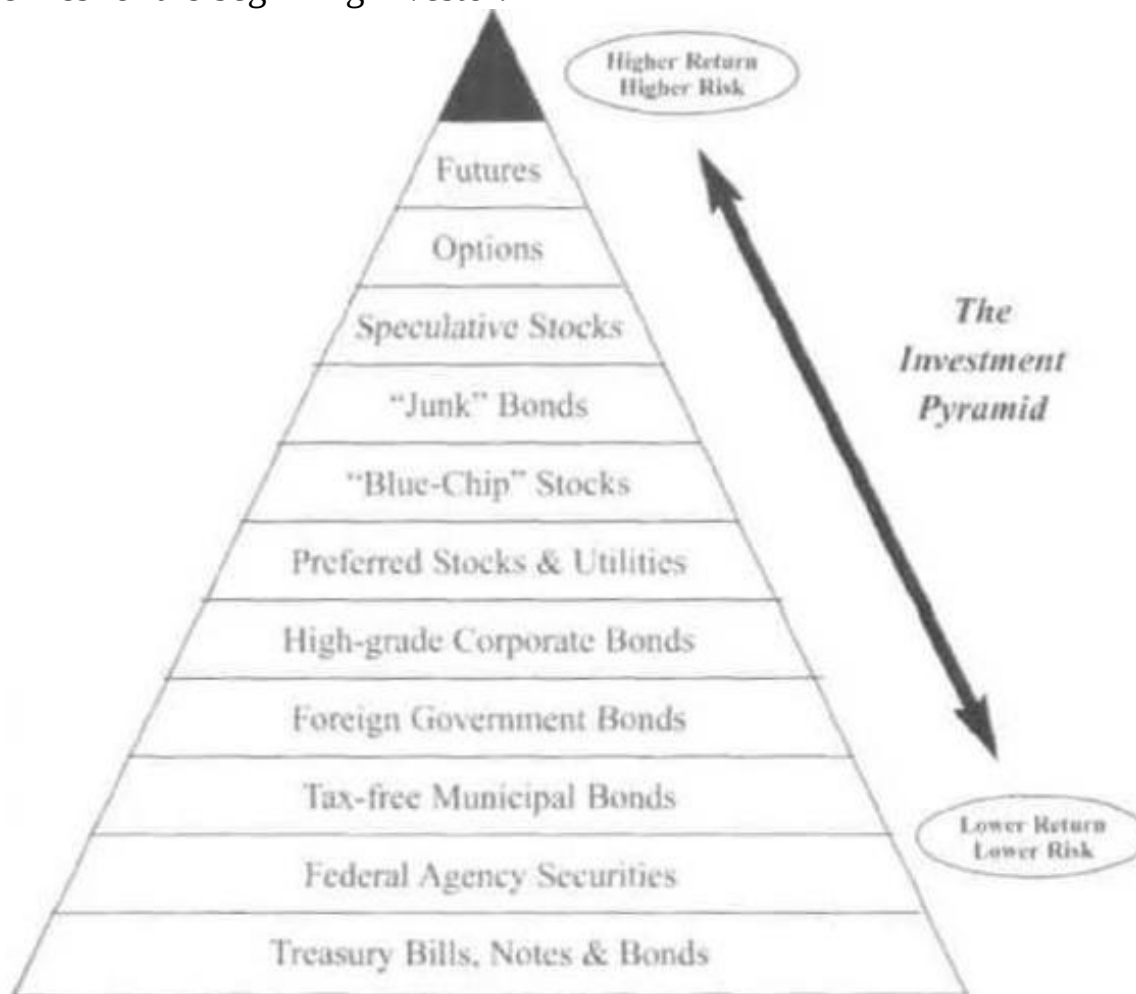 Higher Return
Higher Risk
Futures
Options
Speculative Stocks
"Junk" Bonds
"Blue-Chip" Stocks
Preferred Stocks & Utilities
High-grade Corporate Bonds
Foreign Government Bonds
Tax-free Municipal Bonds
Federal Agency Securities
Treasury Bills, Notes & Bonds
The
Investment
Pyramid
Lower Return
Lower Risk